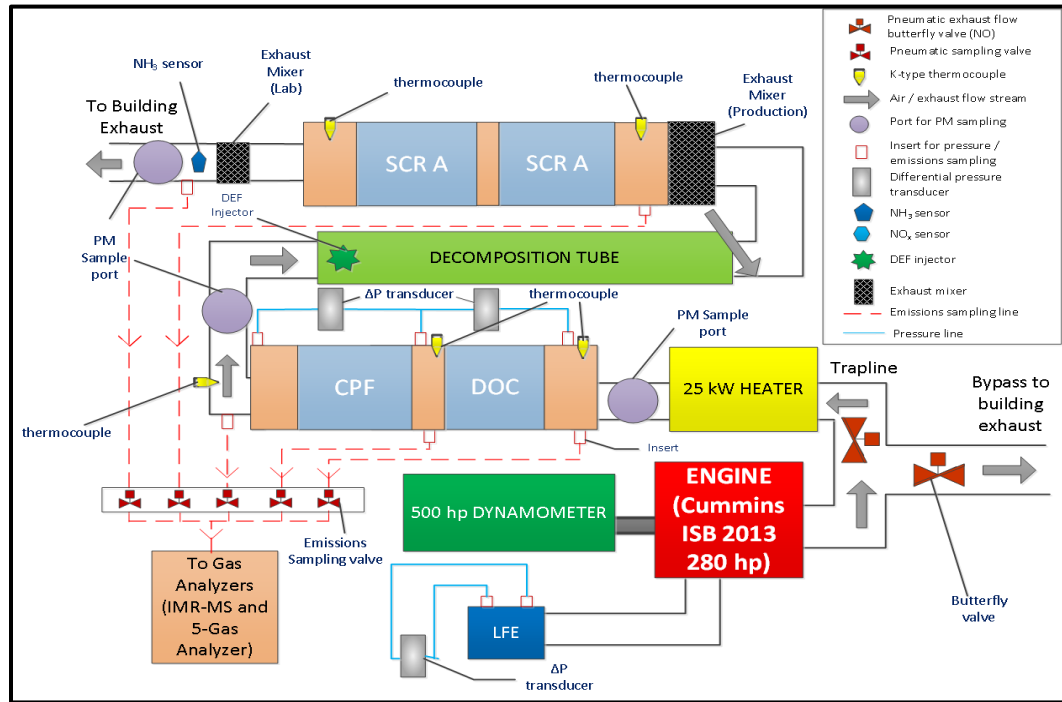 NH₃ sensor
Exhaust
Mixer
(Lab)
thermocouple
thermocouple
Exhaust
Mixer
(Production)
To Building
Exhaust
SCR A
SCR A
DEF
Injector
PM
Sample
port
DECOMPOSITION TUBE
ΔP transducer
thermocouple
PM Sample
port
CPF
DOC
25 kW HEATER
Trapline
Bypass to
building
exhaust
thermocouple
Insert
500 hp DYNAMOMETER
ENGINE
(Cummins
ISB 2013
280 hp)
Emissions
Sampling valve
To Gas
Analyzers
(IMR-MS and
5-Gas
Analyzer)
LFE
ΔP
transducer
Butterfly
valve
Pneumatic exhaust flow
butterfly valve (NO)
Pneumatic sampling valve
K-type thermocouple
Air / exhaust flow stream
Port for PM sampling
Insert for pressure /
emissions sampling
Differential pressure
transducer
NH₃ sensor
NOₓ sensor
DEF injector
Exhaust mixer
Emissions sampling line
Pressure line